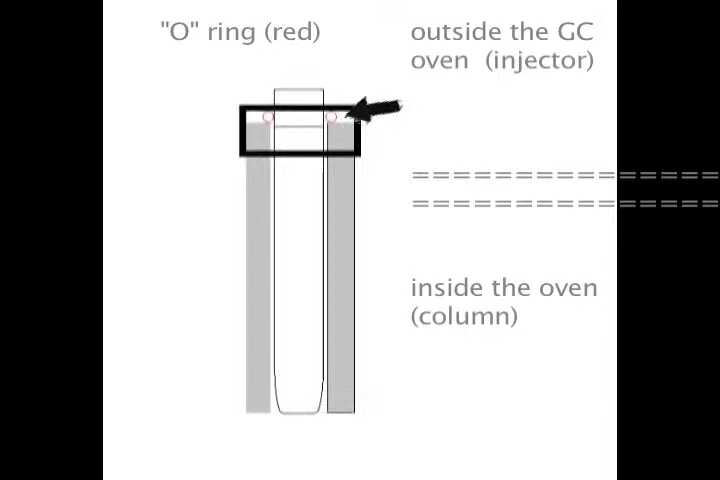 "O" ring (red)
outside the GC
oven (injector)
===============
===============
inside the oven
(column)